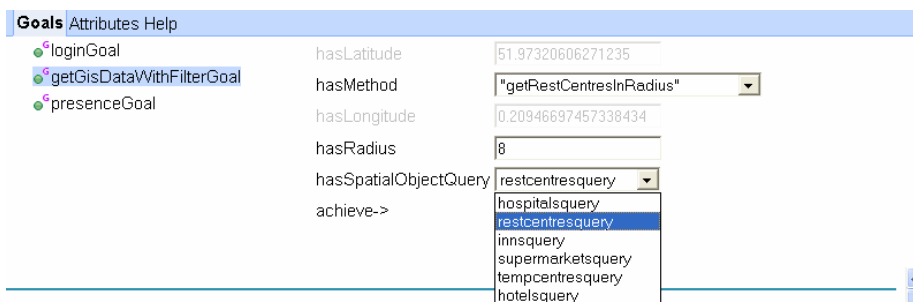 Goals Attributes Help
G loginGoal
G getGisDataWithFilterGoal
G presenceGoal
hasLatitude 51.97320606271235
hasMethod "getRestCentresInRadius"
hasLongitude 0.20946697457338434
hasRadius 8
hasSpatialObjectQuery restcentresquery
achieve->
hospitalsquery
restcentresquery
innsquery
supermarketsquery
tempcentresquery
hotelsquery